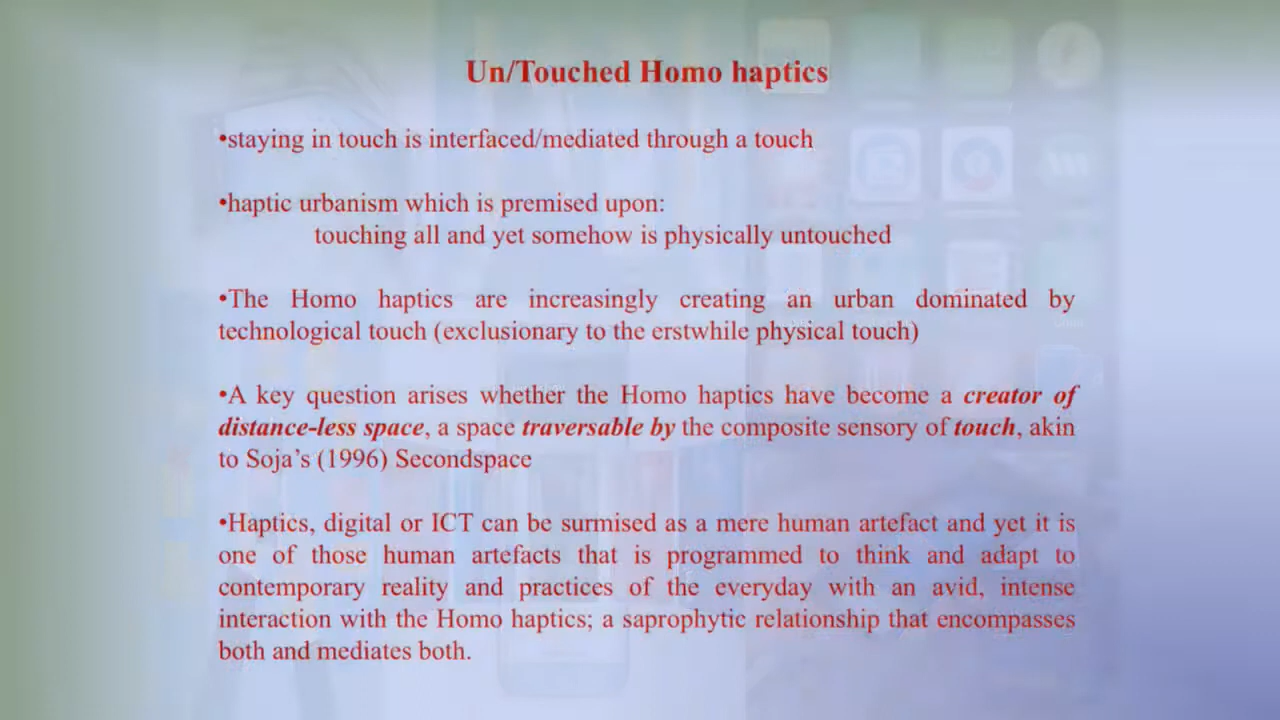 Un/Touched Homo haptics
•staying in touch is interfaced/mediated through a touch
•haptic urbanism which is premised upon:
touching all and yet somehow is physically untouched
•The Homo haptics are increasingly creating an urban dominated by
technological touch (exclusionary to the erstwhile physical touch)
•A key question arises whether the Homo haptics have become a creator of
distance-less space, a space traversable by the composite sensory of touch, akin
to Soja's (1996) Secondspace
•Haptics, digital or ICT can be surmised as a mere human artefact and yet it is
one of those human artefacts that is programmed to think and adapt to
contemporary reality and practices of the everyday with an avid, intense
interaction with the Homo haptics; a saprophytic relationship that encompasses
both and mediates both.